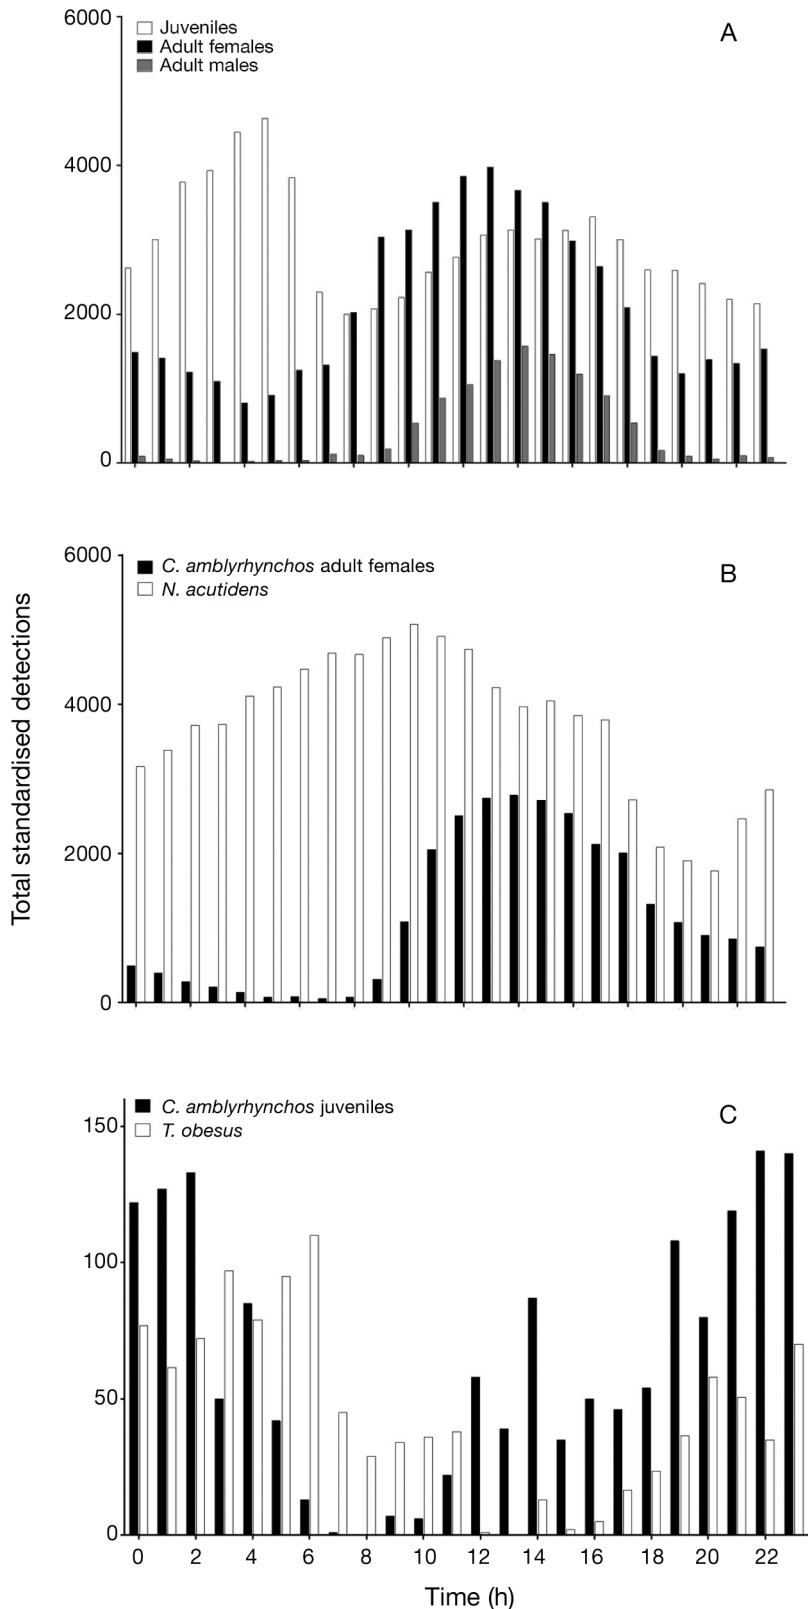 6000
Juveniles
Adult females
Adult males
A
4000
2000
0
6000
C. amblyrhynchos adult females
N. acutidens
B
4000
2000
0
Total standardised detections
C. amblyrhynchos juveniles
T. obesus
C
150
100
50
0
0 2 4 6 8 10 12 14 16 18 20 22
Time (h)